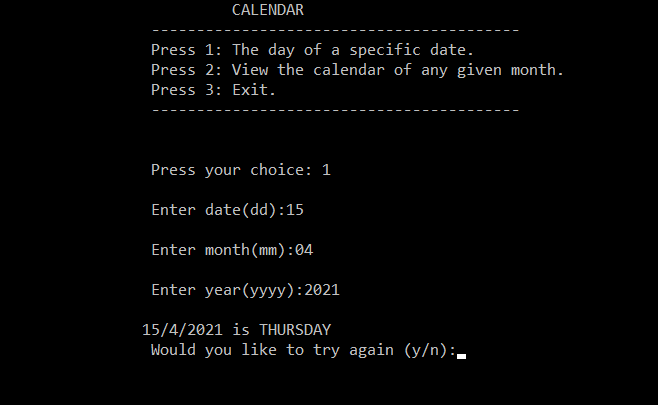 CALENDAR
-----------------------------------------
Press 1: The day of a specific date.
Press 2: View the calendar of any given month.
Press 3: Exit.
-----------------------------------------
Press your choice: 1
Enter date(dd):15
Enter month(mm):04
Enter year(yyyy):2021
15/4/2021 is THURSDAY
Would you like to try again (y/n):